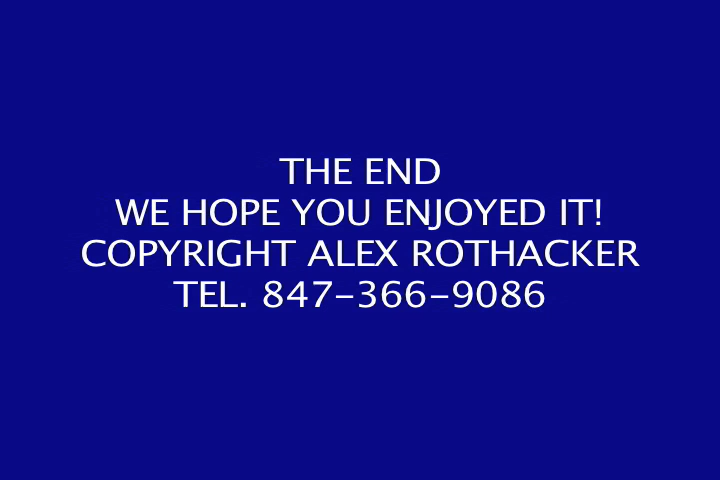 THE END
WE HOPE YOU ENJOYED IT!
COPYRIGHT ALEX ROTHACKER
TEL. 847-366-9086